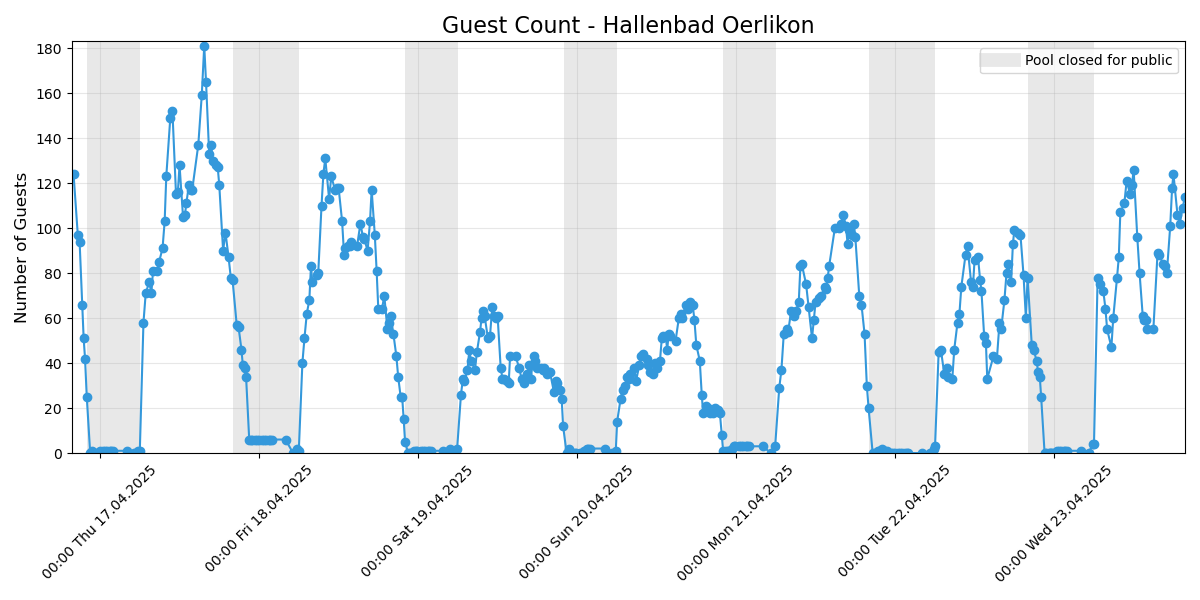 Guest Count - Hallenbad Oerlikon
Pool closed for public
Number of Guests
180
160
140
120
100
80
60
40
20
0
00:00 Thu 17.04.2025
00:00 Fri 18.04.2025
00:00 Sat 19.04.2025
00:00 Sun 20.04.2025
00:00 Mon 21.04.2025
00:00 Tue 22.04.2025
00:00 Wed 23.04.2025